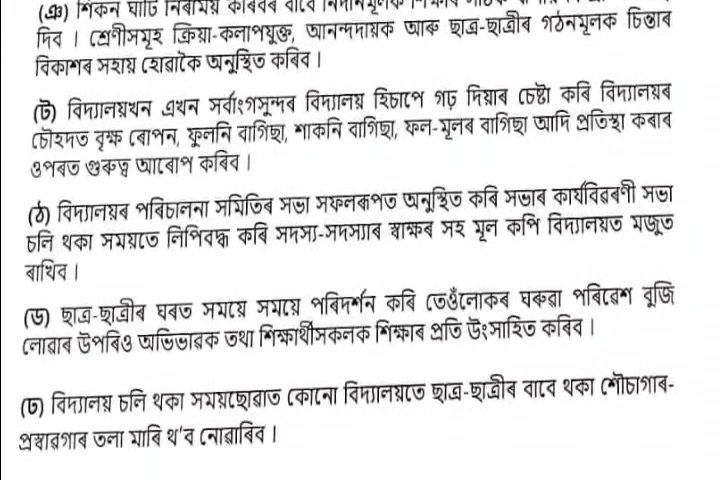 (ঞ) শিকন ঘাটি নিৰাময় কৰিবৰ বাবে নিদানমূলক
দিব । শ্ৰেণীসমূহ ক্ৰিয়া-কলাপযুক্ত, আনন্দদায়ক আৰু ছাত্ৰ-ছাত্ৰীৰ গঠনমূলক চিন্তাৰ
বিকাশৰ সহায় হোৱাকৈ অনুস্থিত কৰিব ।
(ট) বিদ্যালয়খন এখন সৰ্বাংগসুন্দৰ বিদ্যালয় হিচাপে গঢ় দিয়াৰ চেষ্টা কৰি বিদ্যালয়ৰ
চৌহদত বৃক্ষ ৰোপন, ফুলনি বাগিছা, শাকনি বাগিছা, ফল-মূলৰ বাগিছা আদি প্ৰতিস্থা কৰাৰ
ওপৰত গুৰুত্ব আৰোপ কৰিব ।
(ঠ) বিদ্যালয়ৰ পৰিচালনা সমিতিৰ সভা সফলৰূপত অনুস্থিত কৰি সভাৰ কাৰ্যবিৱৰণী সভা
চলি থকা সময়তে লিপিবদ্ধ কৰি সদস্য-সদস্যাৰ স্বাক্ষৰ সহ মূল কপি বিদ্যালয়ত মজুত
ৰাখিব ।
(ড) ছাত্ৰ-ছাত্ৰীৰ ঘৰত সময়ে সময়ে পৰিদৰ্শন কৰি তেওঁলোকৰ ঘৰুৱা পৰিৱেশ বুজি
লোৱাৰ উপৰিও অভিভাৱক তথা শিক্ষাৰ্থীসকলক শিক্ষাৰ প্ৰতি উৎসাহিত কৰিব ।
(ঢ) বিদ্যালয় চলি থকা সময়ছোৱাত কোনো বিদ্যালয়তে ছাত্ৰ-ছাত্ৰীৰ বাবে থকা শৌচাগাৰ-
প্ৰস্ৰাৱগাৰ তলা মাৰি থ'ব নোৱাৰিব ।